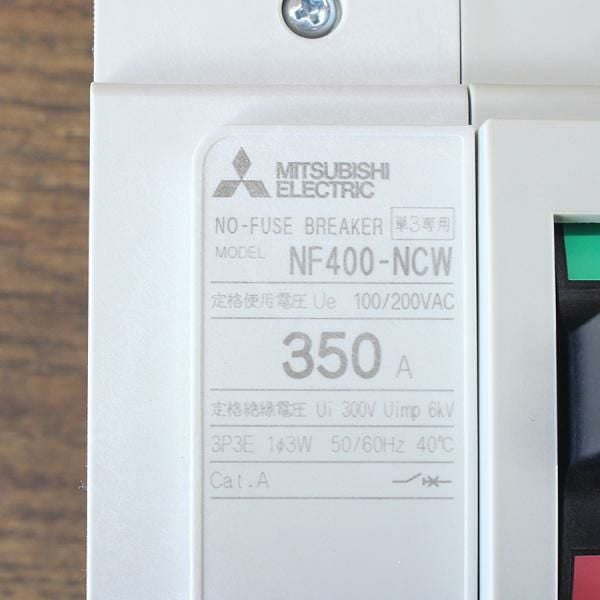 MITSUBISHI
ELECTRIC
NO-FUSE BREAKER 単3専用
MODEL NF400-NCW
定格使用電圧 Ue 100/200VAC
350 A
定格絶縁電圧 Ui 300V Uimp 6kV
3P3E 1ϕ3W 50/60Hz 40℃
Cat.A